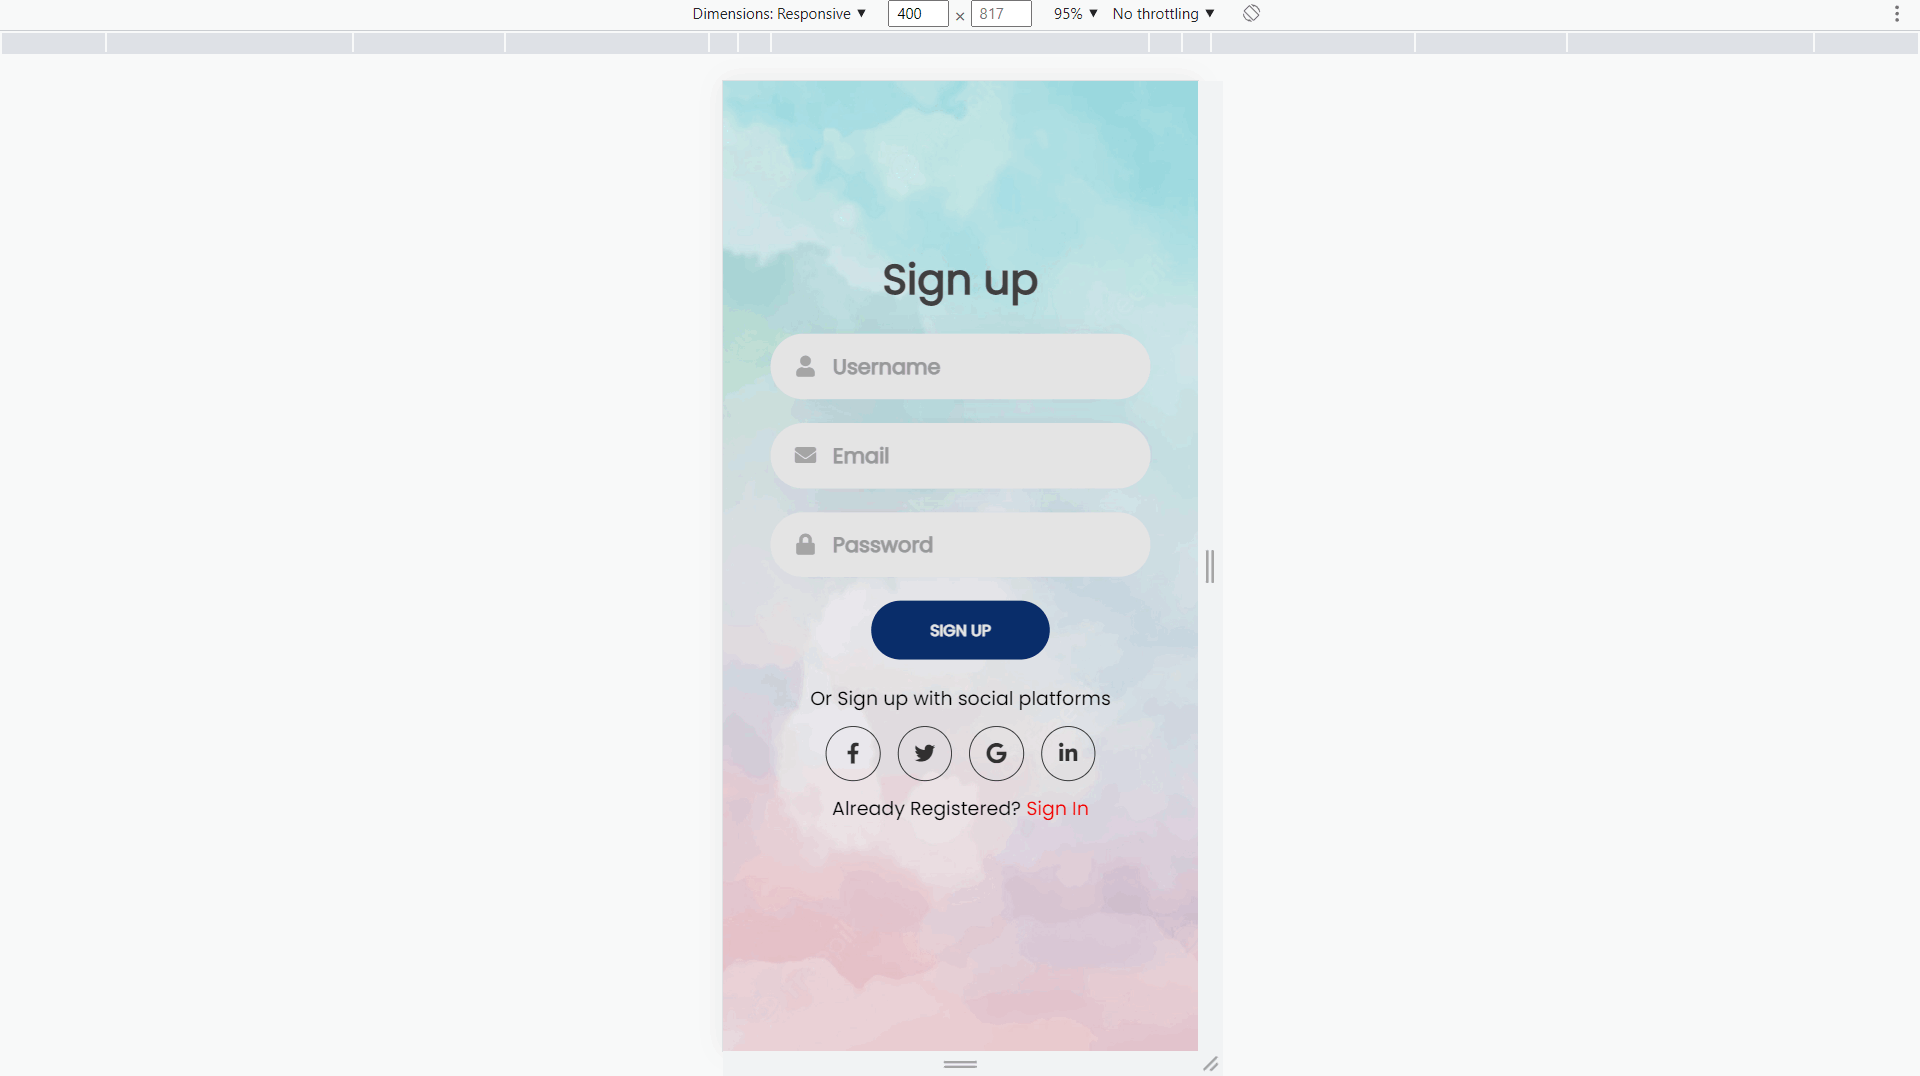 Dimensions: Responsive ▼ 400 × 817 95% ▼ No throttling ▼
Sign up
Username
Email
Password
SIGN UP
Or Sign up with social platforms
Already Registered? Sign In